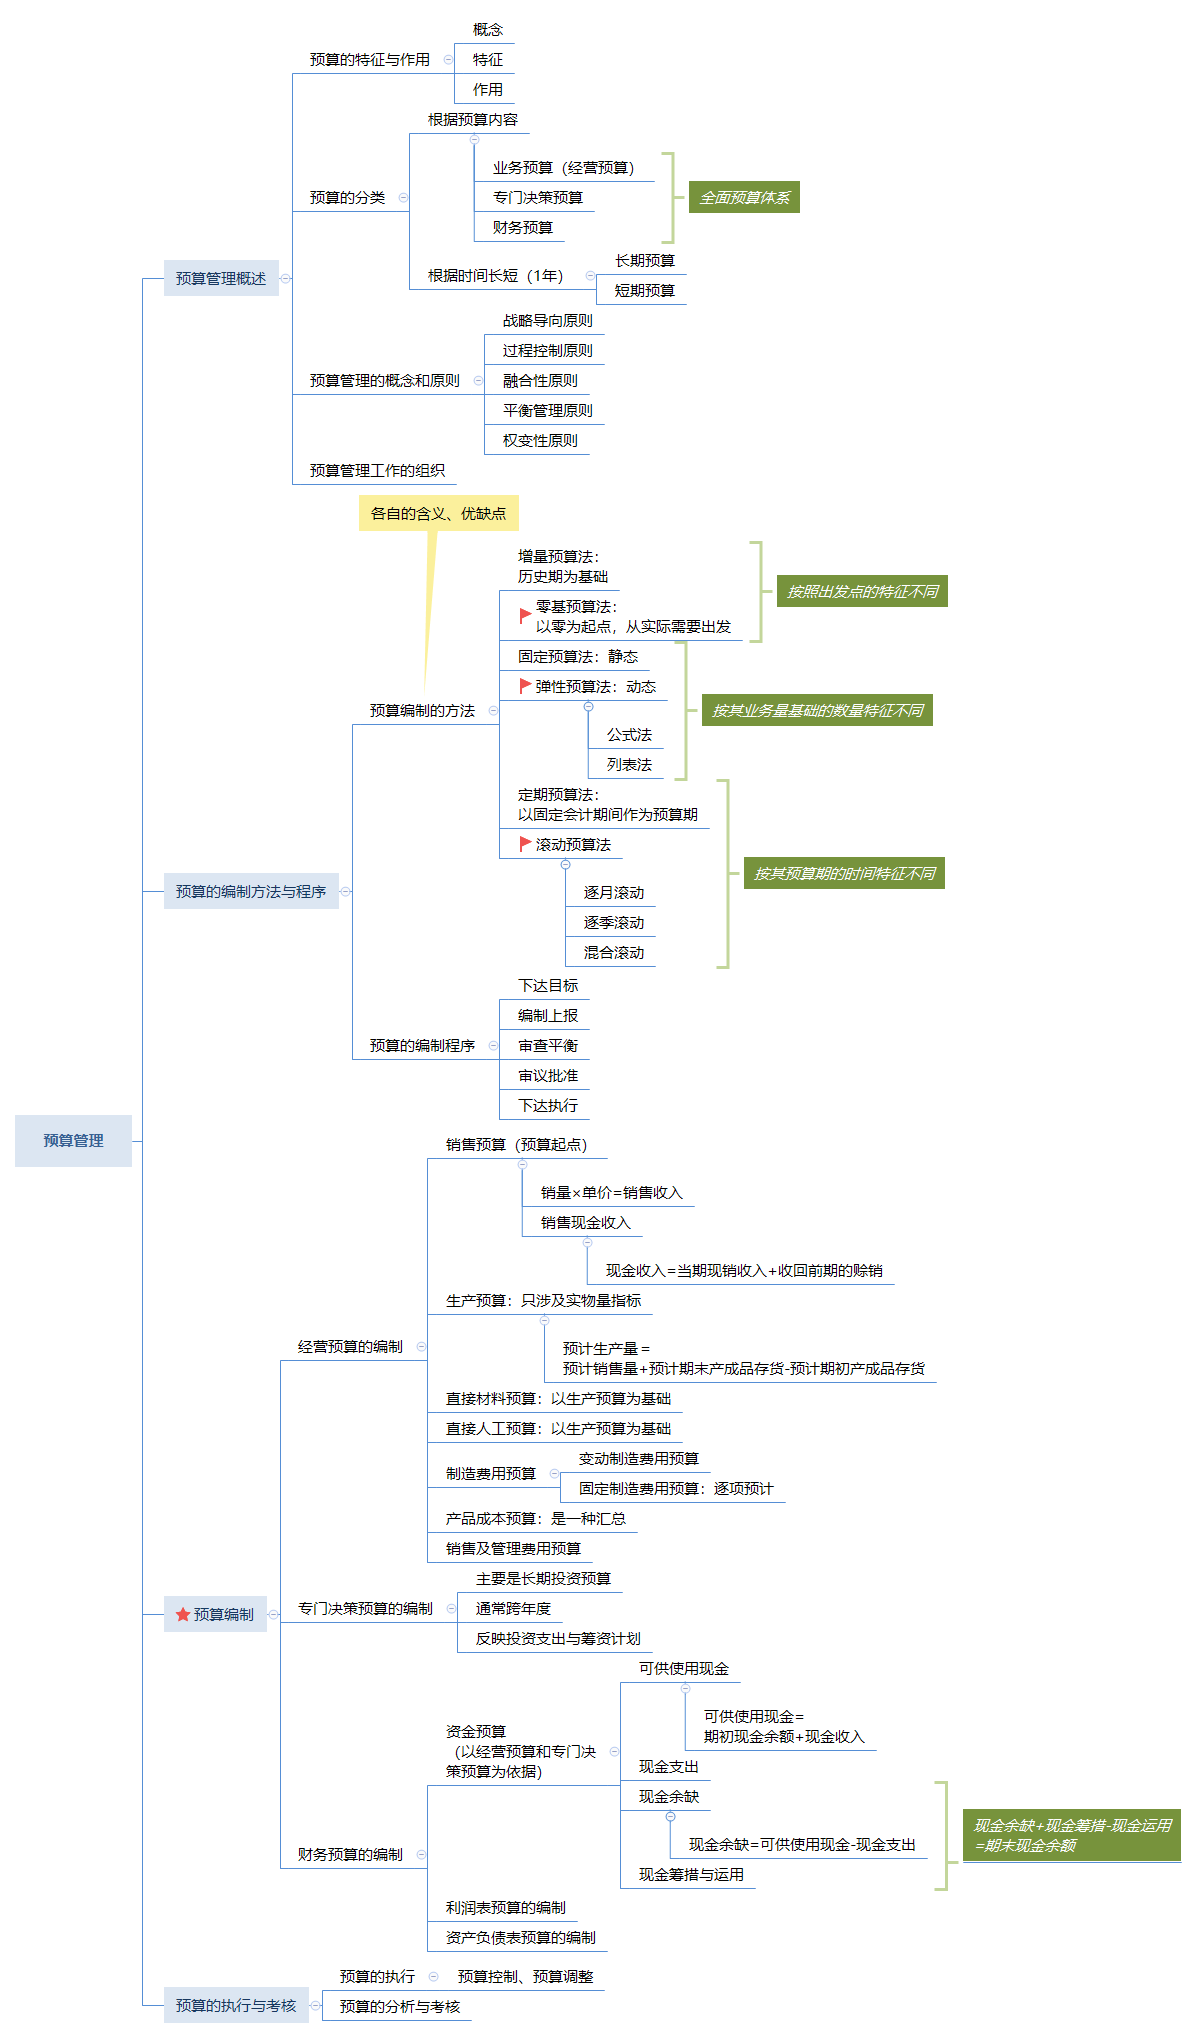 预算管理
预算管理概述
预算的特征与作用
概念
特征
作用
预算的分类
根据预算内容
业务预算（经营预算）
专门决策预算
财务预算
全面预算体系
根据时间长短（1年）
长期预算
短期预算
预算管理的概念和原则
战略导向原则
过程控制原则
融合性原则
平衡管理原则
权变性原则
预算管理工作的组织
预算的编制方法与程序
各自的含义、优缺点
预算编制的方法
增量预算法：
历史期为基础
零基预算法：
以零为起点，从实际需要出发
按照出发点的特征不同
固定预算法：静态
弹性预算法：动态
公式法
列表法
按其业务量基础的数量特征不同
定期预算法：
以固定会计期间作为预算期
滚动预算法
逐月滚动
逐季滚动
混合滚动
按其预算期的时间特征不同
预算的编制程序
下达目标
编制上报
审查平衡
审议批准
下达执行
预算编制
经营预算的编制
销售预算（预算起点）
销量×单价=销售收入
销售现金收入
现金收入=当期现销收入+收回前期的赊销
生产预算：只涉及实物量指标
预计生产量=
预计销售量+预计期末产成品存货-预计期初产成品存货
直接材料预算：以生产预算为基础
直接人工预算：以生产预算为基础
制造费用预算
变动制造费用预算
固定制造费用预算：逐项预计
产品成本预算：是一种汇总
销售及管理费用预算
专门决策预算的编制
主要是长期投资预算
通常跨年度
反映投资支出与筹资计划
财务预算的编制
资金预算
（以经营预算和专门决
策预算为依据）
可供使用现金
可供使用现金=
期初现金余额+现金收入
现金支出
现金余缺
现金余缺=可供使用现金-现金支出
现金筹措与运用
现金余缺+现金筹措-现金运用
=期末现金余额
利润表预算的编制
资产负债表预算的编制
预算的执行与考核
预算的执行
预算控制、预算调整
预算的分析与考核